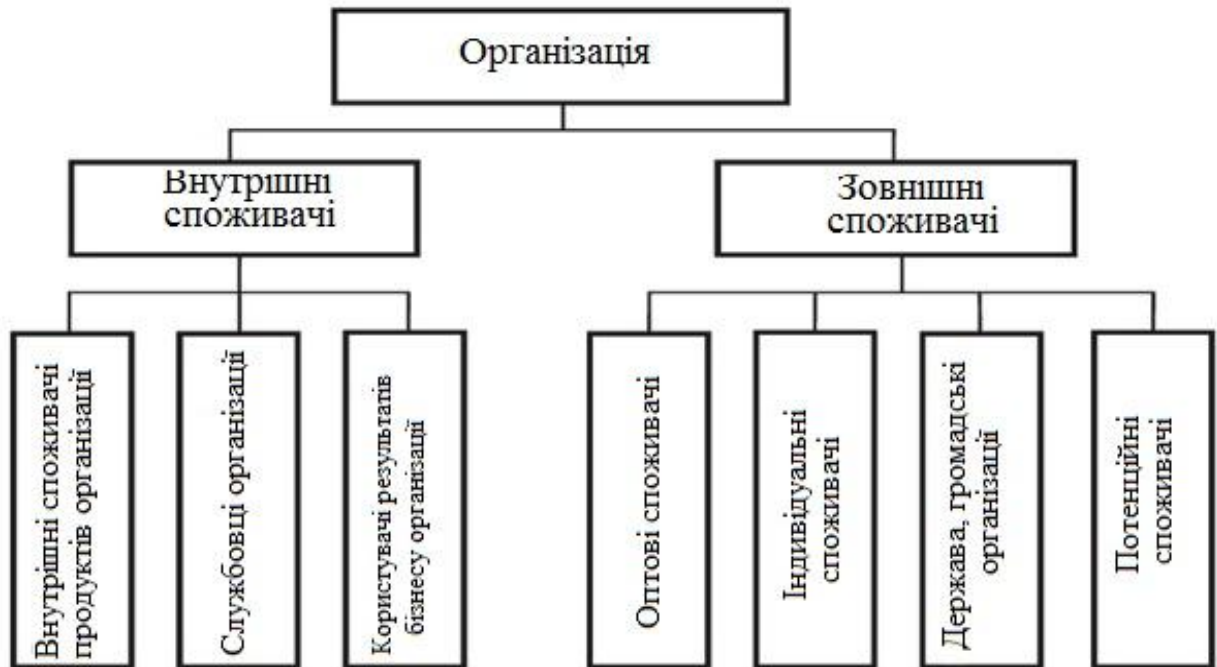 Організація
Внутрішні
споживачі
Зовнішні
споживачі
Внутрішні споживачі
продуктів організації
Службовці організації
Користувачі результатів
бізнесу організації
Оптові споживачі
Індивідуальні
споживачі
Держава, громадські
організації
Потенційні
споживачі